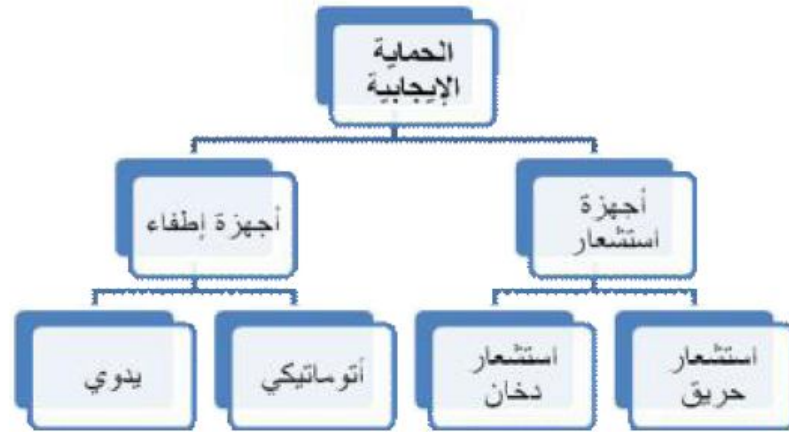 الحماية
الإيجابية
أجهزة
استشعار
أجهزة إطفاء
استشعار
حريق
استشعار
دخان
أتوماتيكي
يدوي